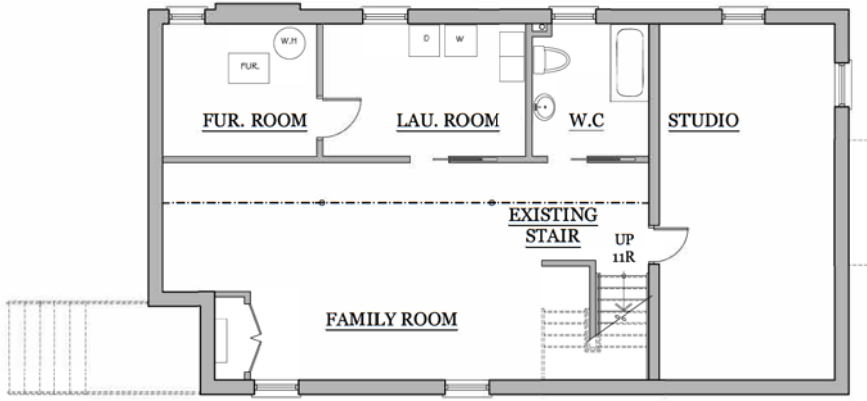 W.H
D
W
FUR.
FUR. ROOM
LAU. ROOM
W.C
STUDIO
EXISTING
STAIR
UP
11R
FAMILY ROOM